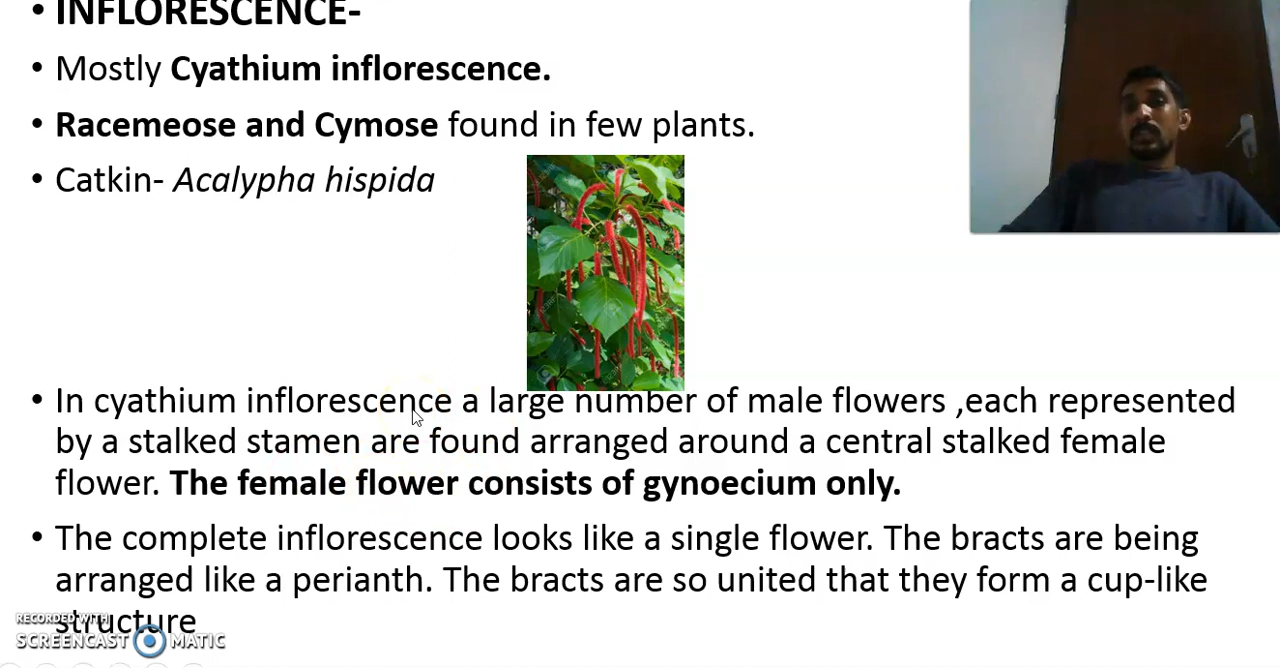 • INFLORESCENCE-
• Mostly Cyathium inflorescence.
• Racemeose and Cymose found in few plants.
• Catkin- Acalypha hispida
• In cyathium inflorescence a large number of male flowers ,each represented
by a stalked stamen are found arranged around a central stalked female
flower. The female flower consists of gynoecium only.
• The complete inflorescence looks like a single flower. The bracts are being
arranged like a perianth. The bracts are so united that they form a cup-like
structure
RECORDED WITH
SCREENCAST MATIC